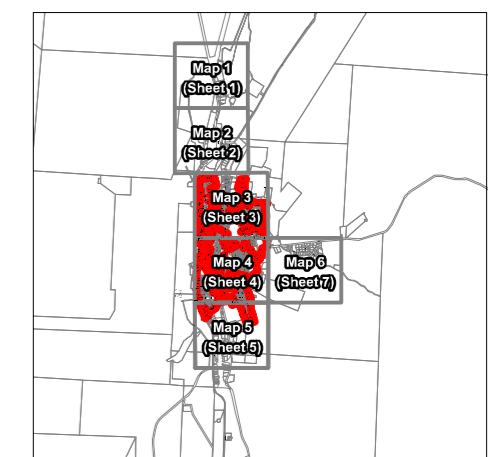 Map 1
(Sheet 1)
Map 2
(Sheet 2)
Map 3
(Sheet 3)
Map 4
(Sheet 4)
Map 6
(Sheet 7)
Map 5
(Sheet 5)